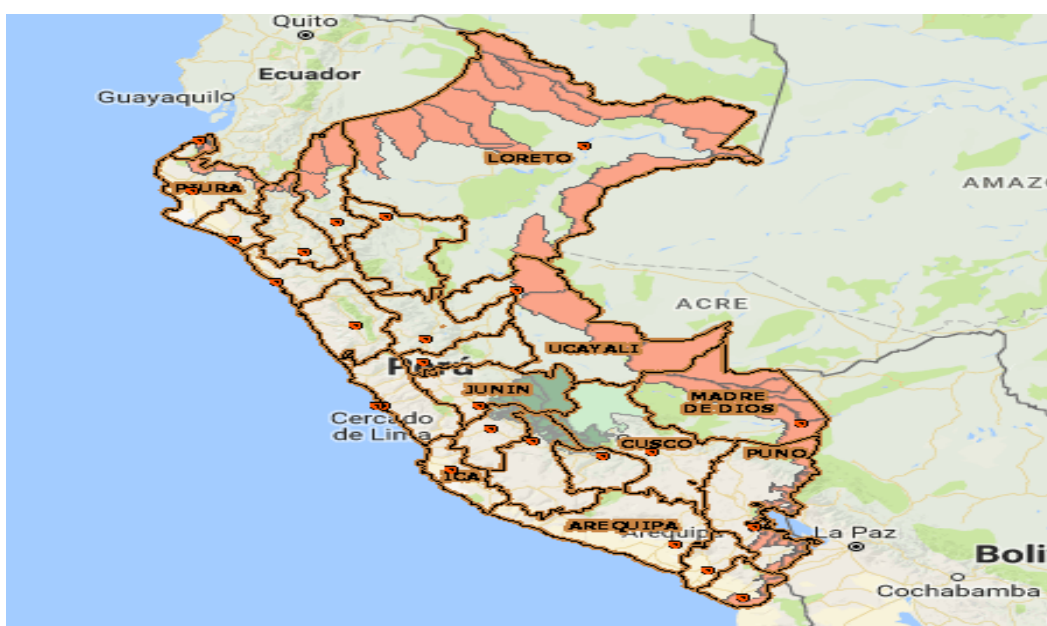 Quito
Ecuador
Guayaquil
LORETO
AMAZO
PIURA
ACRE
UCAYALI
Perú
JUNIN
MADRE
DE DIOS
Cercado
de Lima
CUSCO
PUNO
ICA
AREQUIPA
Arequipa
La Paz
Boli
Cochabamba